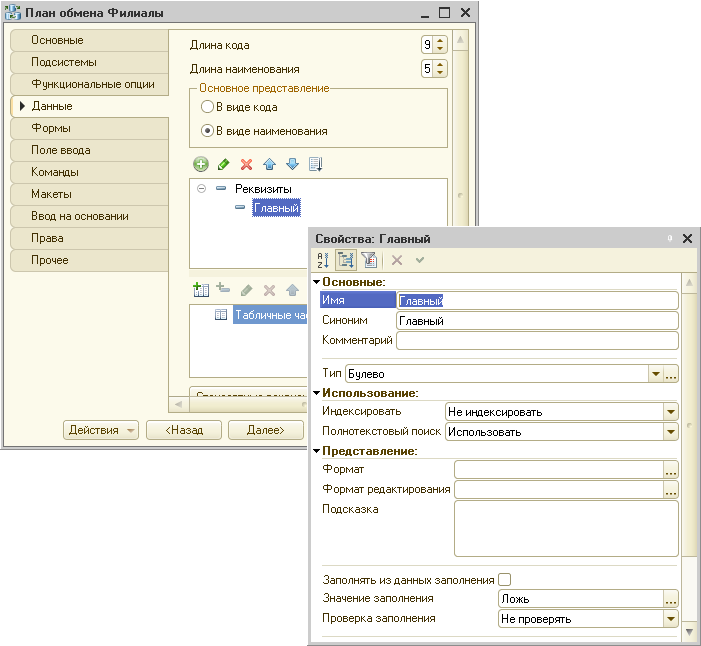 План обмена Филиалы
Основные
Подсистемы
Функциональные опции
Данные
Формы
Поле ввода
Команды
Макеты
Ввод на основании
Права
Прочее
Длина кода 9
Длина наименования 5
Основное представление
В виде кода
В виде наименования
Реквизиты
Главный
Табличные час
Действия
<Назад
Далее>
Свойства: Главный
Основные:
Имя Главный
Синоним Главный
Комментарий
Тип Булево
Использование:
Индексировать Не индексировать
Полнотекстовый поиск Использовать
Представление:
Формат
Формат редактирования
Подсказка
Заполнять из данных заполнения
Значение заполнения Ложь
Проверка заполнения Не проверять